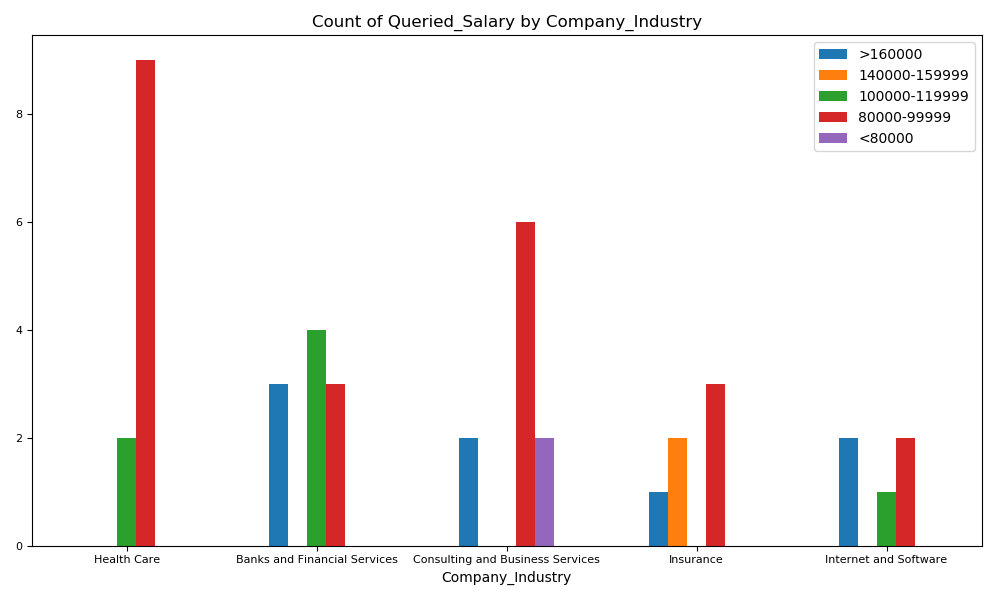 Count of Queried_Salary by Company_Industry
>160000
140000-159999
100000-119999
80000-99999
<80000
8
6
4
2
0
Health Care
Banks and Financial Services
Consulting and Business Services
Insurance
Internet and Software
Company_Industry